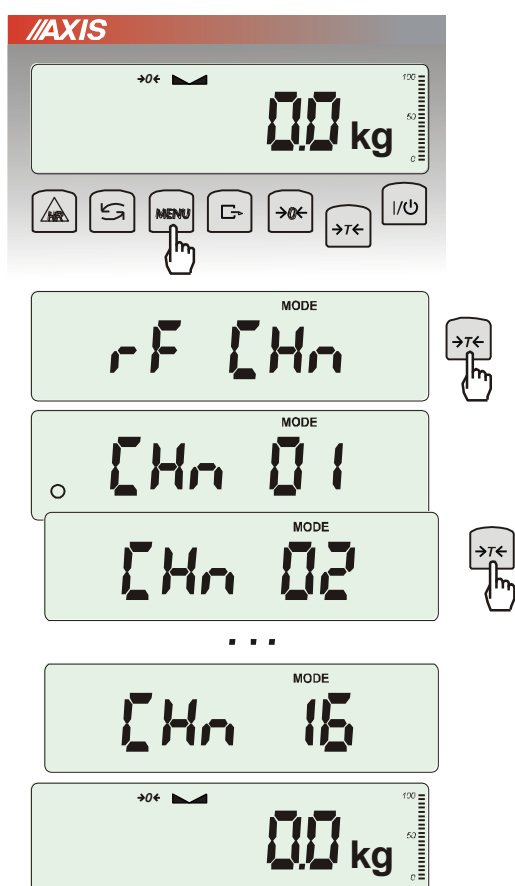 //AXIS
→0← 100
50
0.0 kg
0
HR MENU →0← →T← I/⏻
MODE
rF CHn
→T←
MODE
CHn 01
MODE
CHn 02
→T←
...
MODE
CHn 16
→0← 100
50
0.0 kg
0